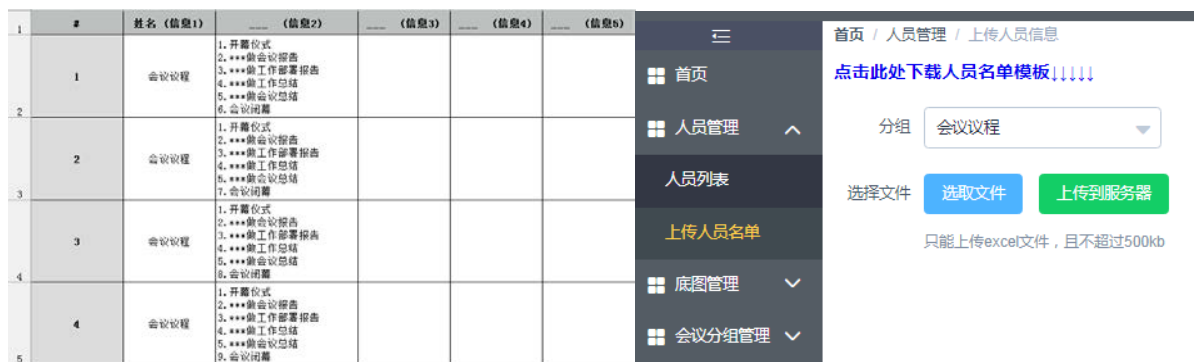 # 姓名（信息1） ___ （信息2） ___ （信息3） ___ （信息4） ___ （信息5）
1
1 会议议程
1. 开幕仪式
2. ***做会议报告
3. ***做工作部署报告
4. ***做工作总结
5. ***做会议总结
6. 会议闭幕
2
2 会议议程
1. 开幕仪式
2. ***做会议报告
3. ***做工作部署报告
4. ***做工作总结
5. ***做会议总结
7. 会议闭幕
3
3 会议议程
1. 开幕仪式
2. ***做会议报告
3. ***做工作部署报告
4. ***做工作总结
5. ***做会议总结
8. 会议闭幕
4
4 会议议程
1. 开幕仪式
2. ***做会议报告
3. ***做工作部署报告
4. ***做工作总结
5. ***做会议总结
9. 会议闭幕
5
首页
人员管理
人员列表
上传人员名单
底图管理
会议分组管理
首页 / 人员管理 / 上传人员信息
点击此处下载人员名单模板↓↓↓↓↓
分组 会议议程
选择文件 选取文件 上传到服务器
只能上传excel文件，且不超过500kb